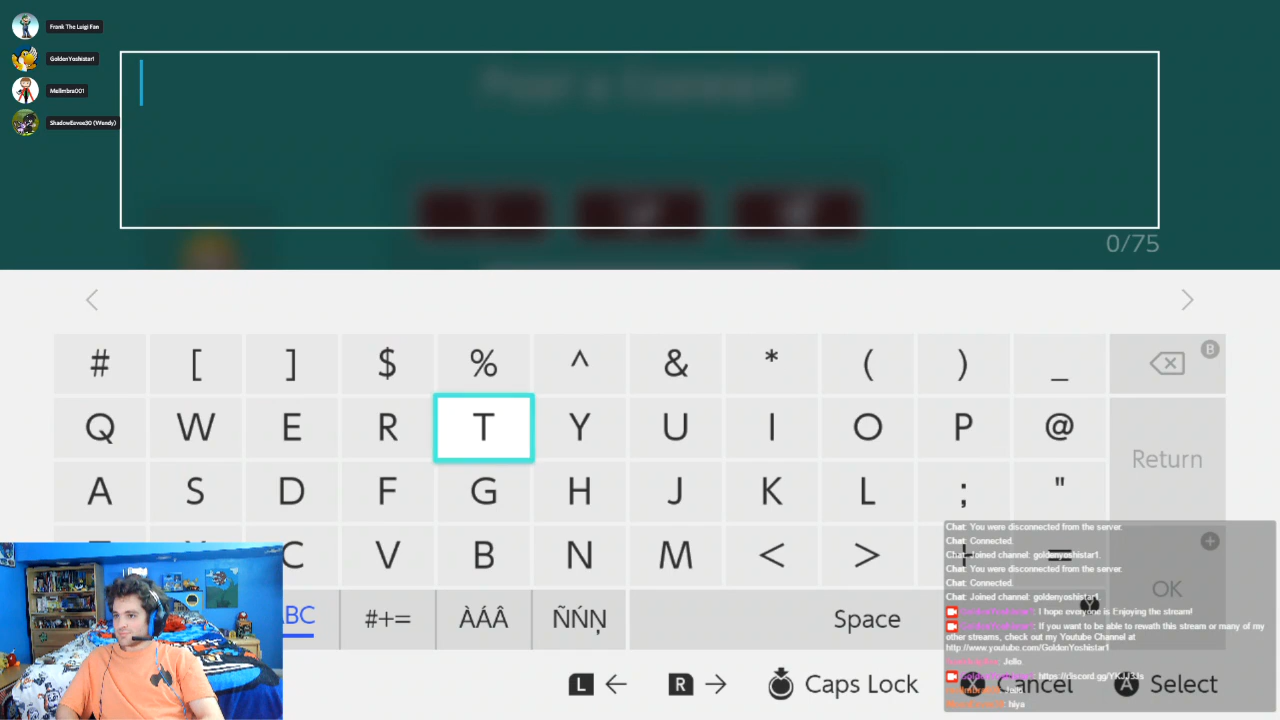 Frank The Luigi Fan
GoldenYoshistar1
Mellmbra001
ShadowEevee30 (Wendy)
0/75
# [ ] $ % ^ & * ( ) _ B
Q W E R T Y U I O P @
Return
A S D F G H J K L ; "
C V B N M < >
OK
ABC #+= ÀÁÂ ÑŃŅ Space
L ← R → Caps Lock X Cancel A Select
Chat: You were disconnected from the server.
Chat: Connected.
Chat: Joined channel: goldenyoshistar1.
Chat: You were disconnected from the server.
Chat: Connected.
Chat: Joined channel: goldenyoshistar1.
: I hope everyone is Enjoying the stream!
: If you want to be able to rewath this stream or many of my
other streams, check out my Youtube Channel at
http://www.youtube.com/GoldenYoshistar1
: Jello
: hiya